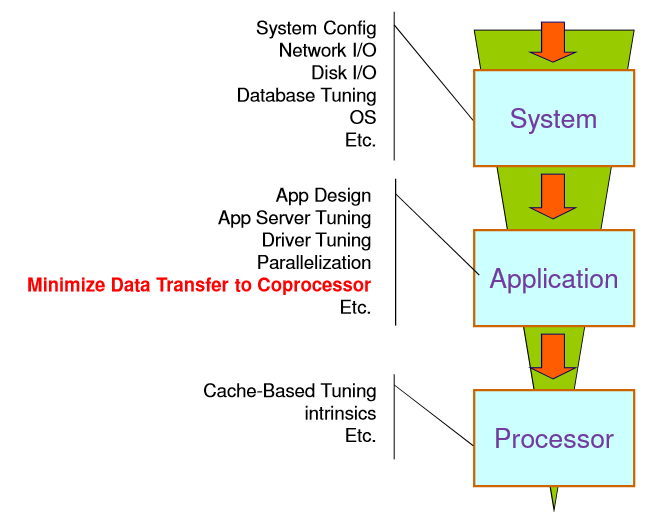 System Config
Network I/O
Disk I/O
Database Tuning
OS
Etc.
System
App Design
App Server Tuning
Driver Tuning
Parallelization
Minimize Data Transfer to Coprocessor
Etc.
Application
Cache-Based Tuning
intrinsics
Etc.
Processor